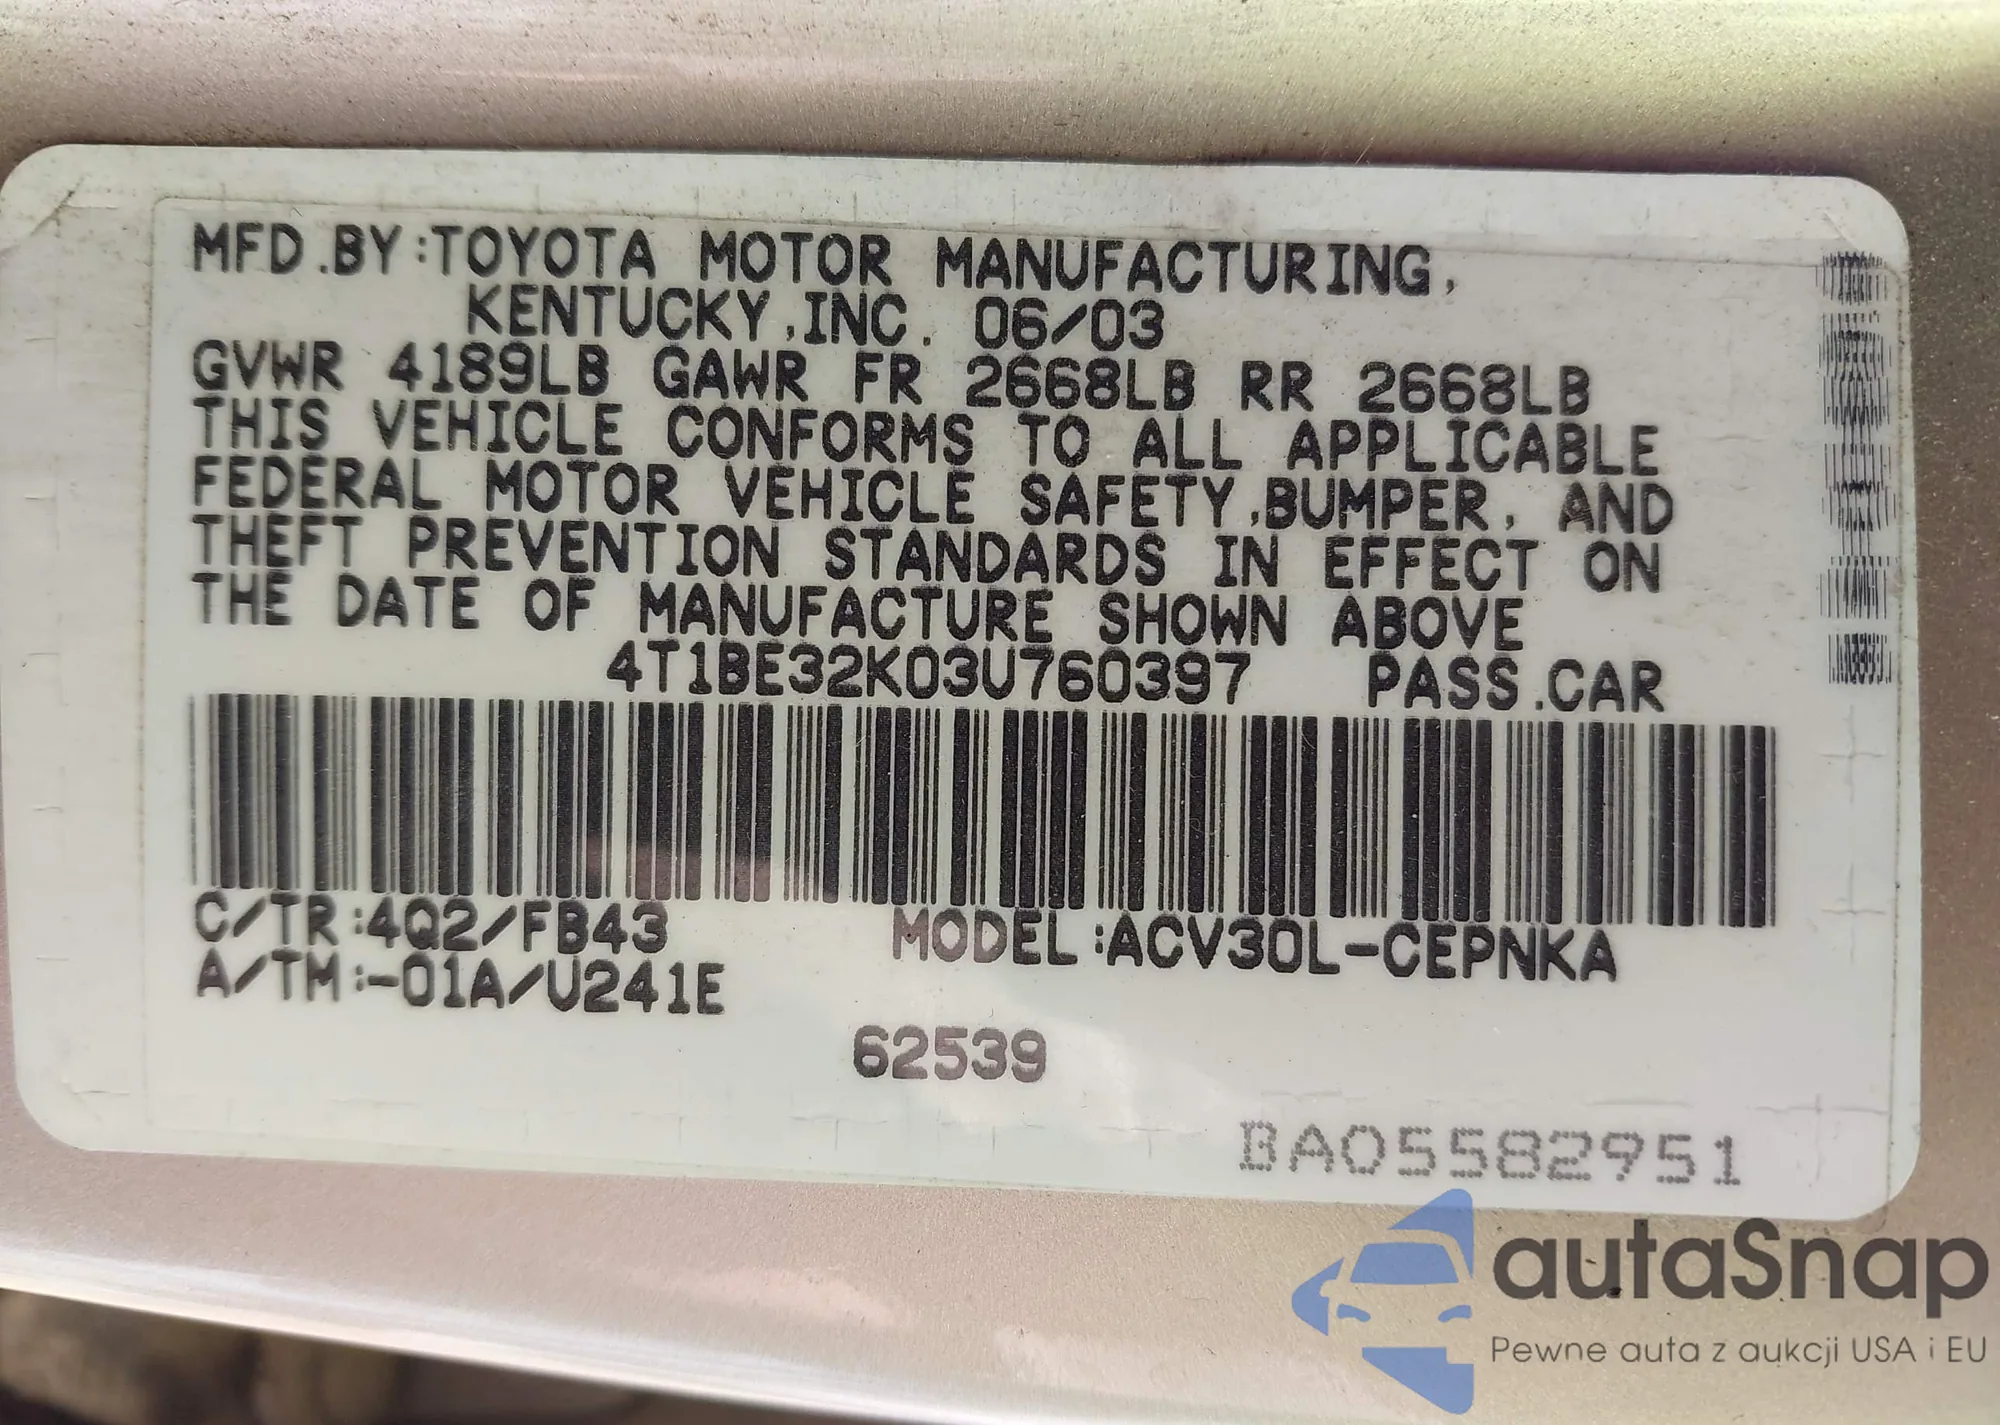 MFD.BY:TOYOTA MOTOR MANUFACTURING,
KENTUCKY,INC. 06/03
GVWR 4189LB GAWR FR 2668LB RR 2668LB
THIS VEHICLE CONFORMS TO ALL APPLICABLE
FEDERAL MOTOR VEHICLE SAFETY,BUMPER, AND
THEFT PREVENTION STANDARDS IN EFFECT ON
THE DATE OF MANUFACTURE SHOWN ABOVE
4T1BE32K03U760397 PASS.CAR
C/TR:4Q2/FB43 MODEL:ACV30L-CEPNKA
A/TM:-01A/U241E
62539
BA05582951
autaSnap
Pewne auta z aukcji USA i EU